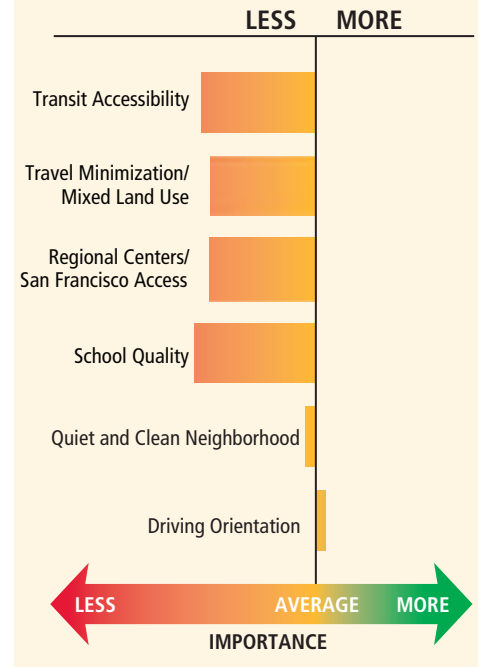 LESS MORE
Transit Accessibility
Travel Minimization/
Mixed Land Use
Regional Centers/
San Francisco Access
School Quality
Quiet and Clean Neighborhood
Driving Orientation
LESS AVERAGE MORE
IMPORTANCE